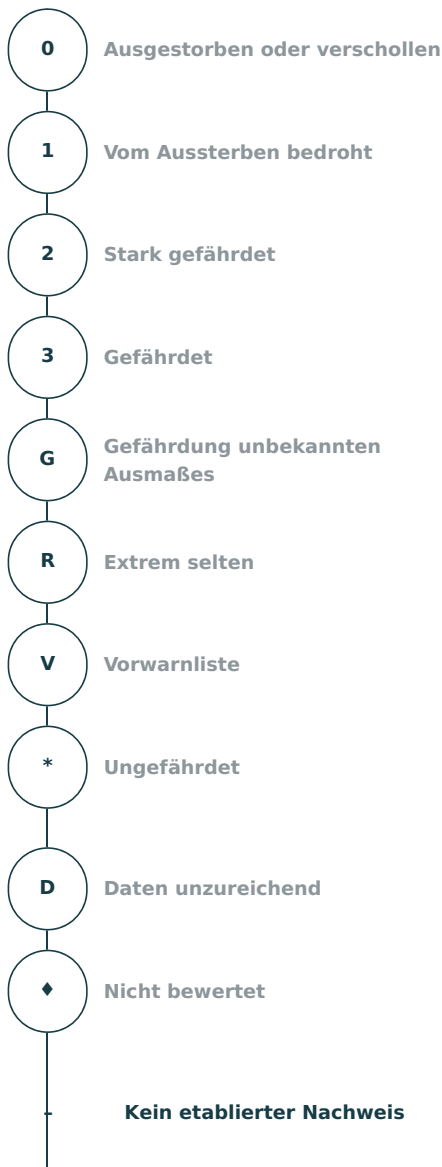 0 Ausgestorben oder verschollen
1 Vom Aussterben bedroht
2 Stark gefährdet
3 Gefährdet
G Gefährdung unbekannten
Ausmaßes
R Extrem selten
V Vorwarnliste
* Ungefährdet
D Daten unzureichend
♦ Nicht bewertet
– Kein etablierter Nachweis